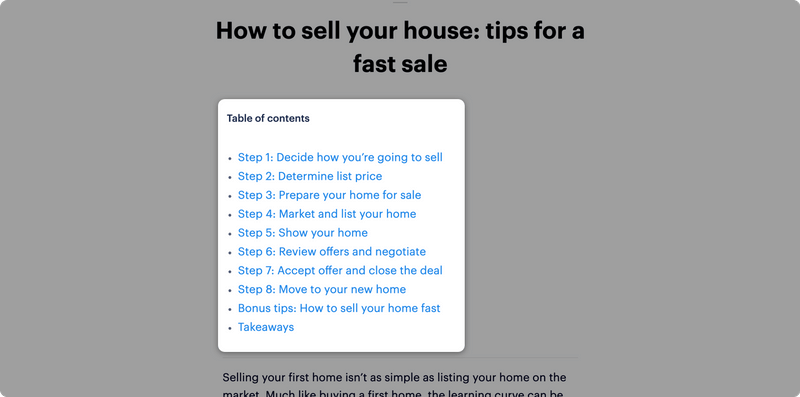 How to sell your house: tips for a
fast sale
Table of contents
Step 1: Decide how you’re going to sell
Step 2: Determine list price
Step 3: Prepare your home for sale
Step 4: Market and list your home
Step 5: Show your home
Step 6: Review offers and negotiate
Step 7: Accept offer and close the deal
Step 8: Move to your new home
Bonus tips: How to sell your home fast
Takeaways
Selling your first home isn’t as simple as listing your home on the
market. Much like buying a first home, the learning curve can be